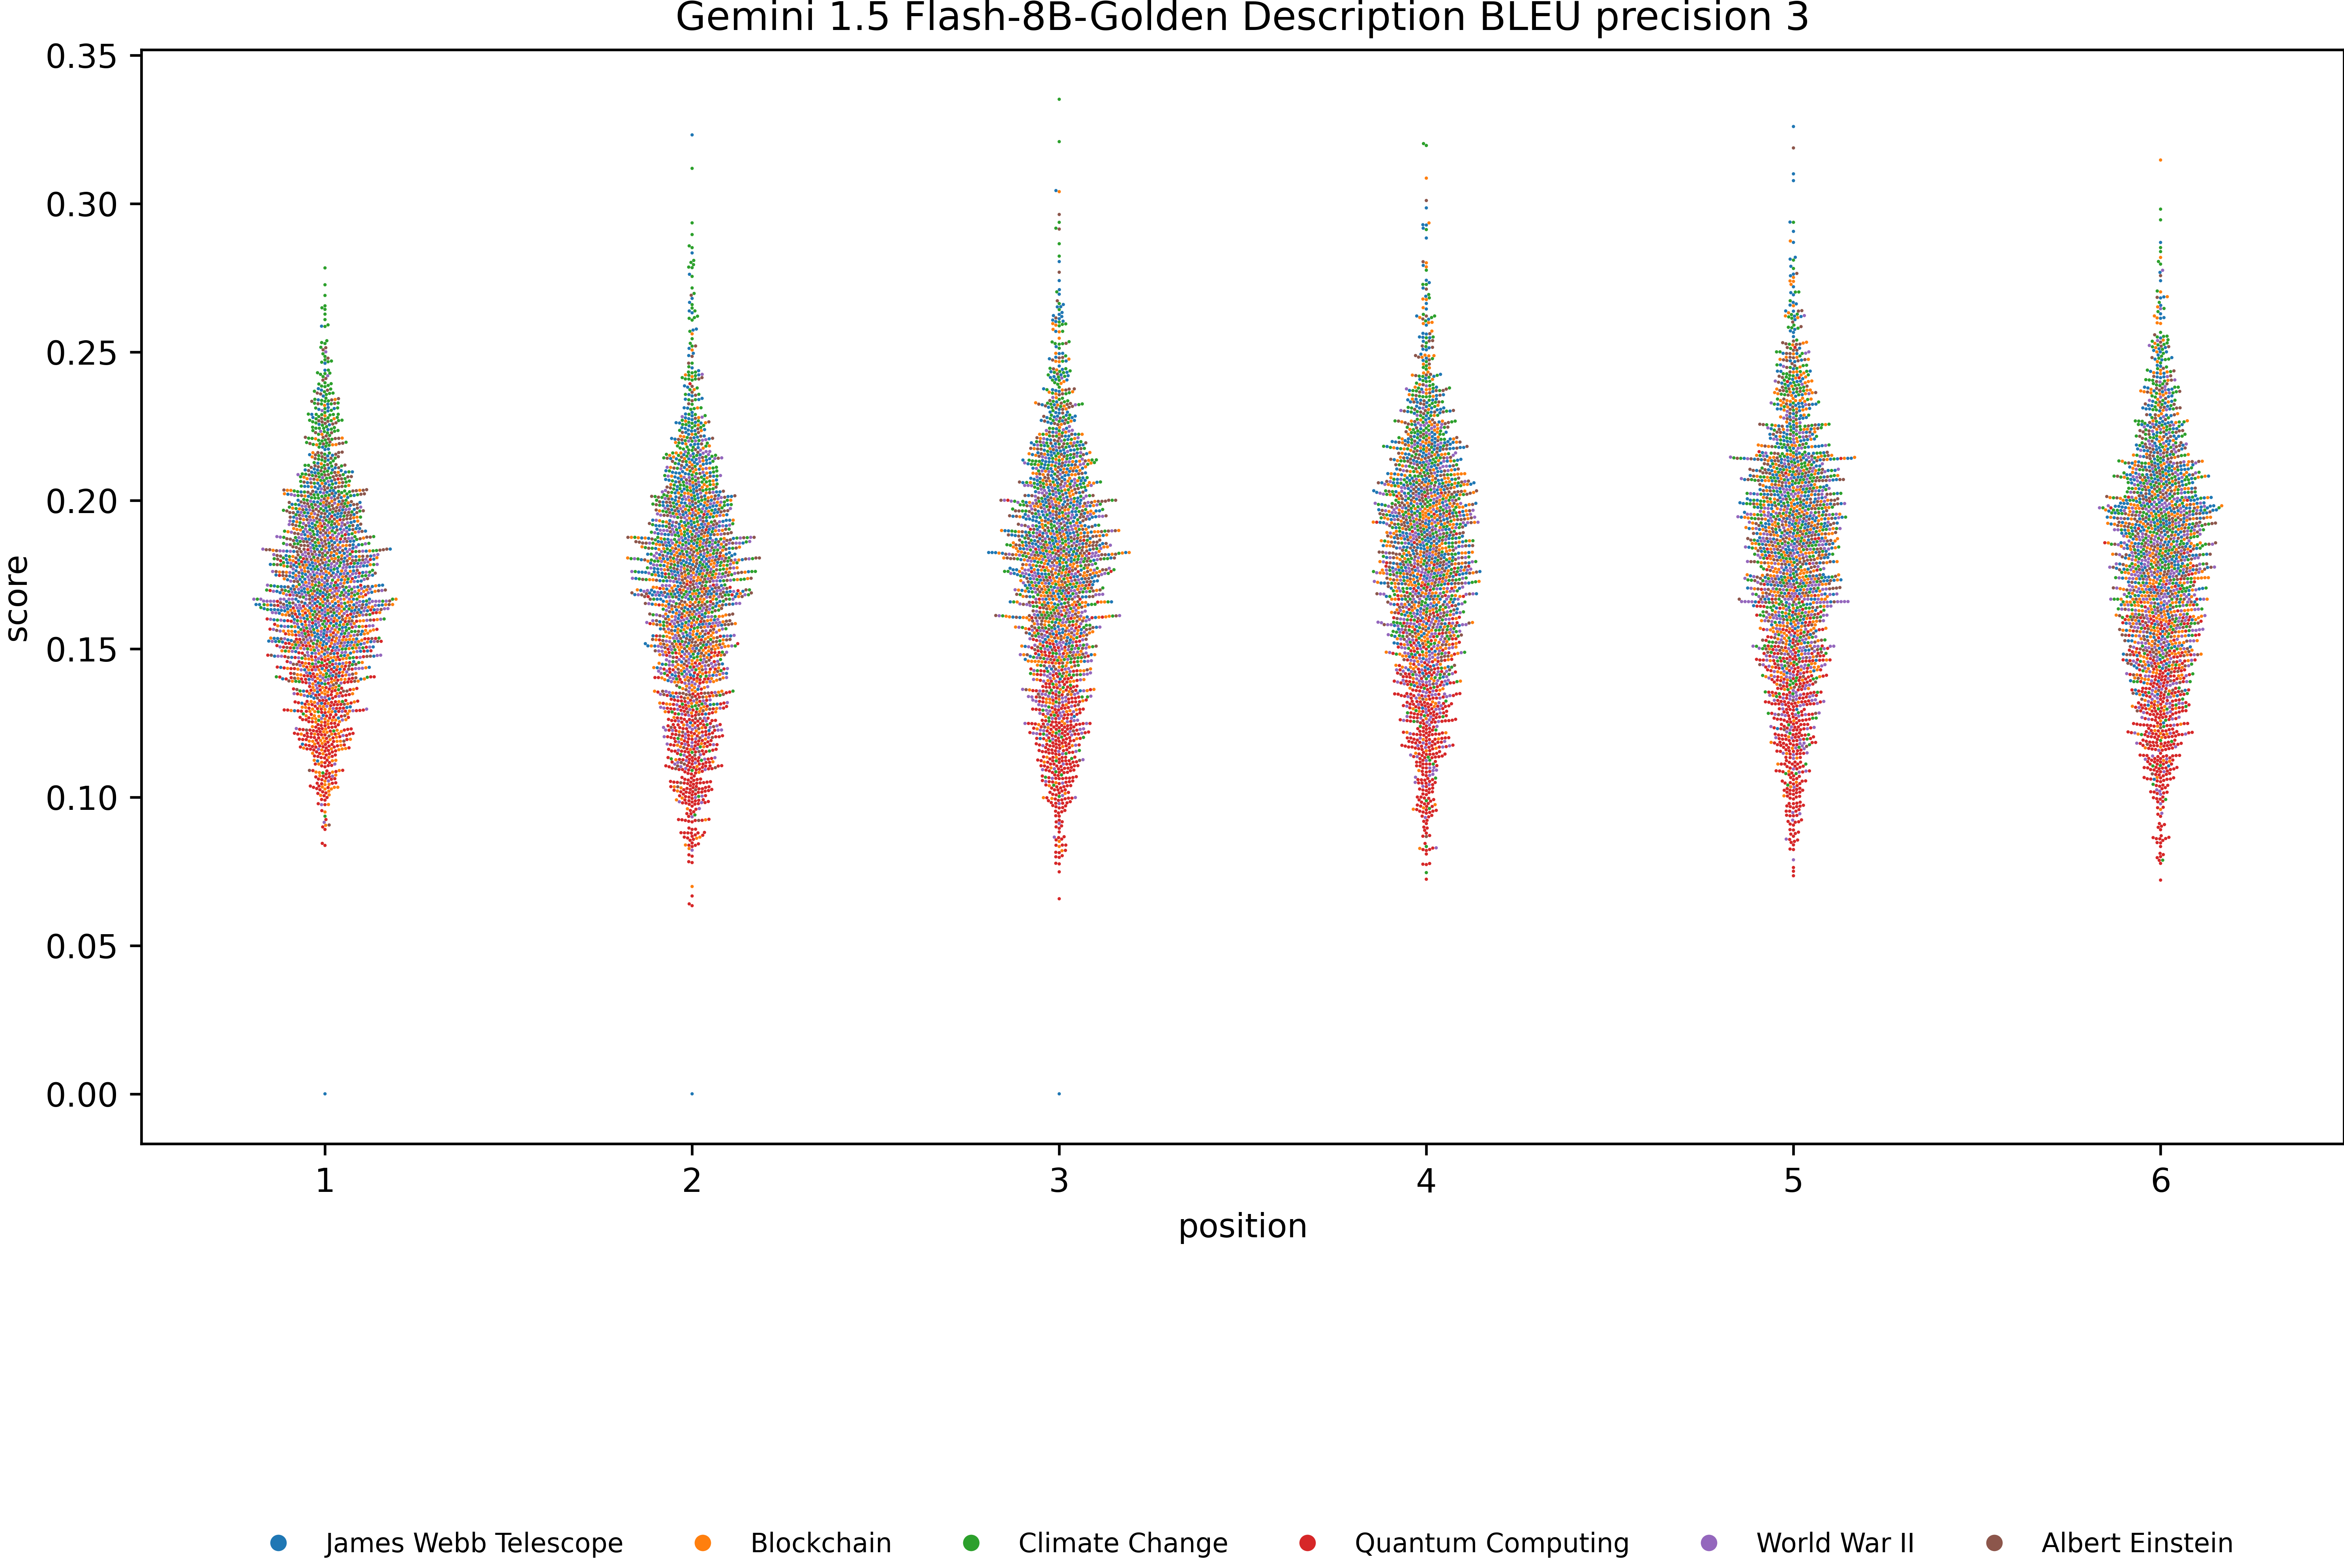 Gemini 1.5 Flash-8B-Golden Description BLEU precision 3
0.35
0.30
0.25
0.20
0.15
0.10
0.05
0.00
score
1 2 3 4 5 6
position
James Webb Telescope Blockchain Climate Change Quantum Computing World War II Albert Einstein